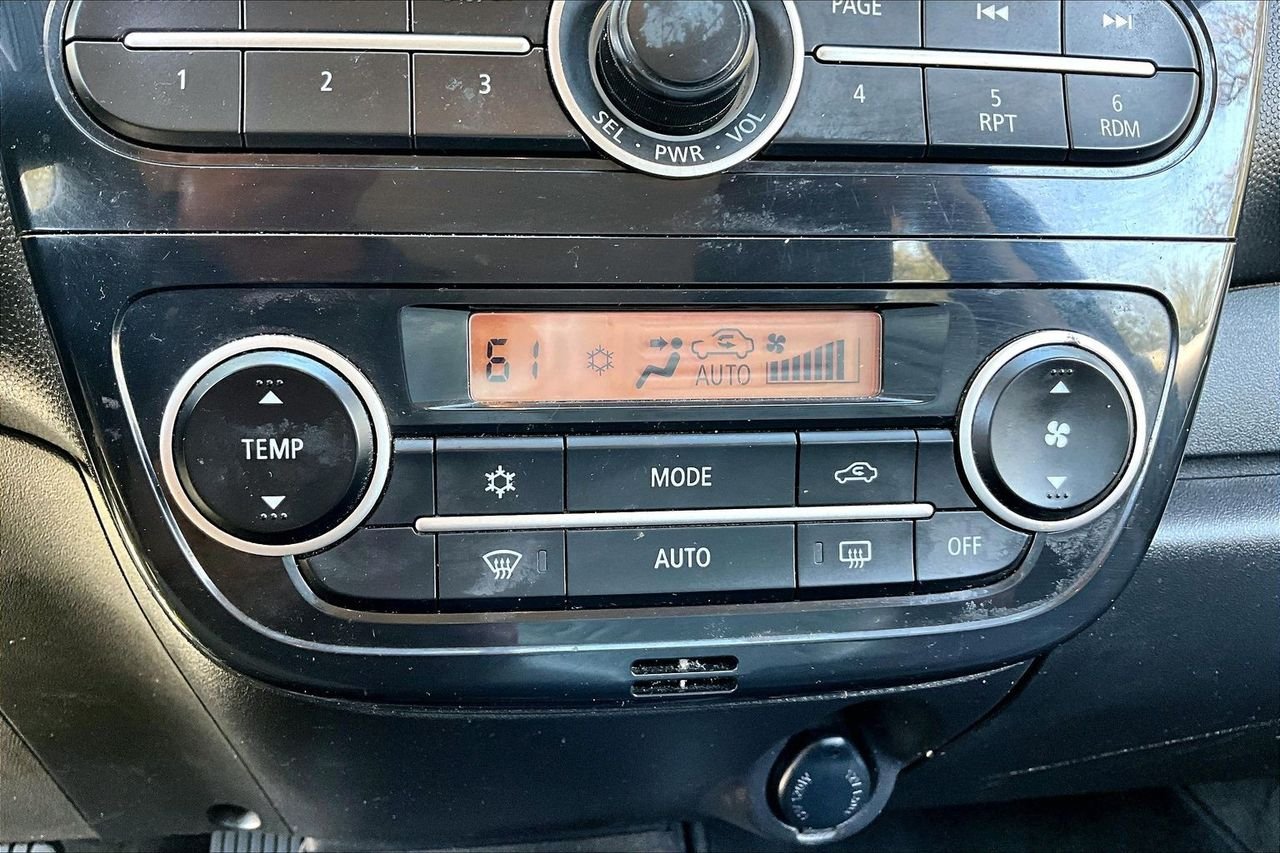 PAGE
1
2
3
4
5
RPT
6
RDM
SEL · PWR · VOL
61
AUTO
TEMP
MODE
AUTO
OFF